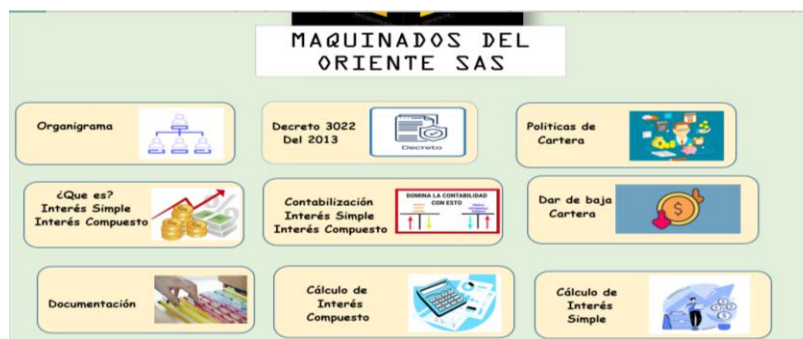 MAQUINADOS DEL
ORIENTE SAS
Organigrama
Decreto 3022
Del 2013
Decreto
Politicas de
Cartera
¿Que es?
Interés Simple
Interés Compuesto
Contabilización
Interés Simple
Interés Compuesto
DOMINA LA CONTABILIDAD
CON ESTO
Dar de baja
Cartera
Documentación
Cálculo de
Interés
Compuesto
Cálculo de
Interés
Simple